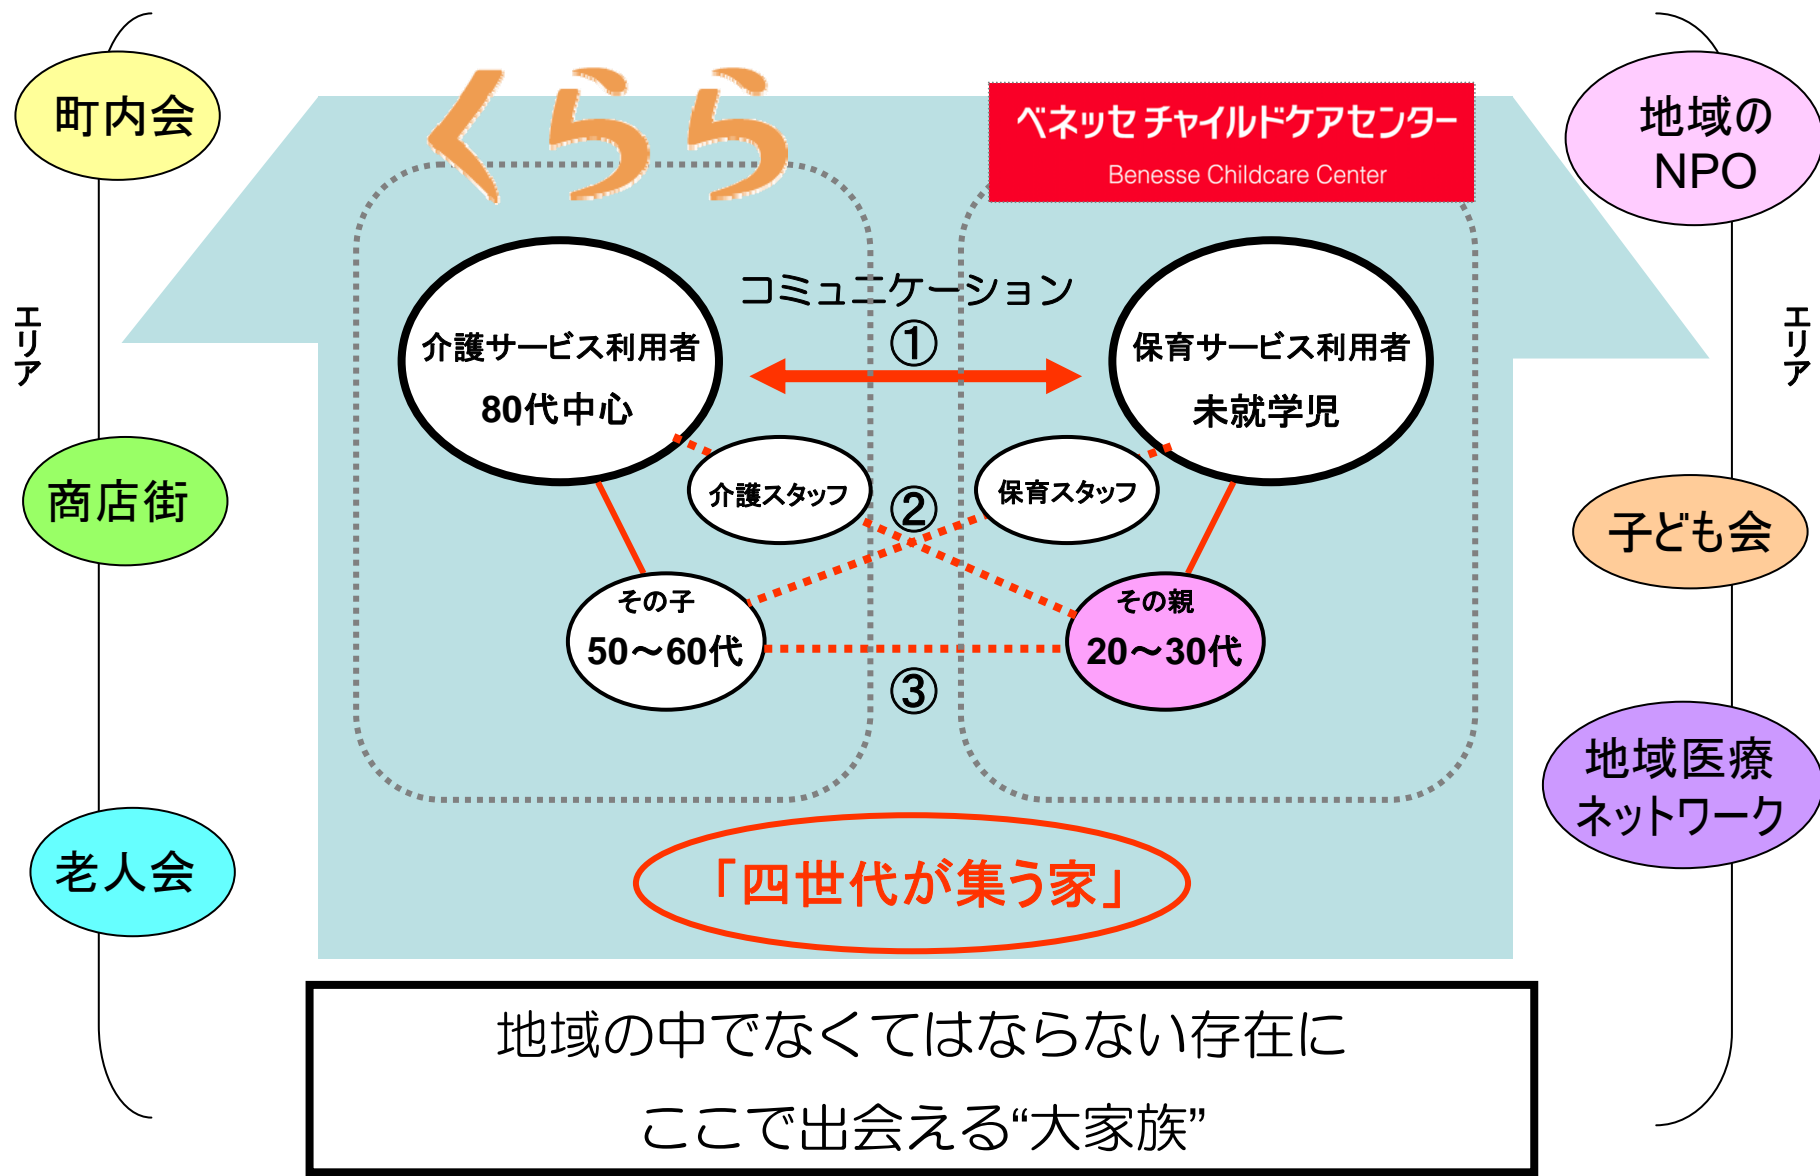 町内会
くらら
ベネッセ チャイルドケアセンター
Benesse Childcare Center
地域の
NPO
コミュニケーション
①
エリア
エリア
介護サービス利用者
80代中心
保育サービス利用者
未就学児
商店街
介護スタッフ
②
保育スタッフ
子ども会
その子
50～60代
その親
20～30代
③
地域医療
ネットワーク
老人会
「四世代が集う家」
地域の中でなくてはならない存在に
ここで出会える“大家族”